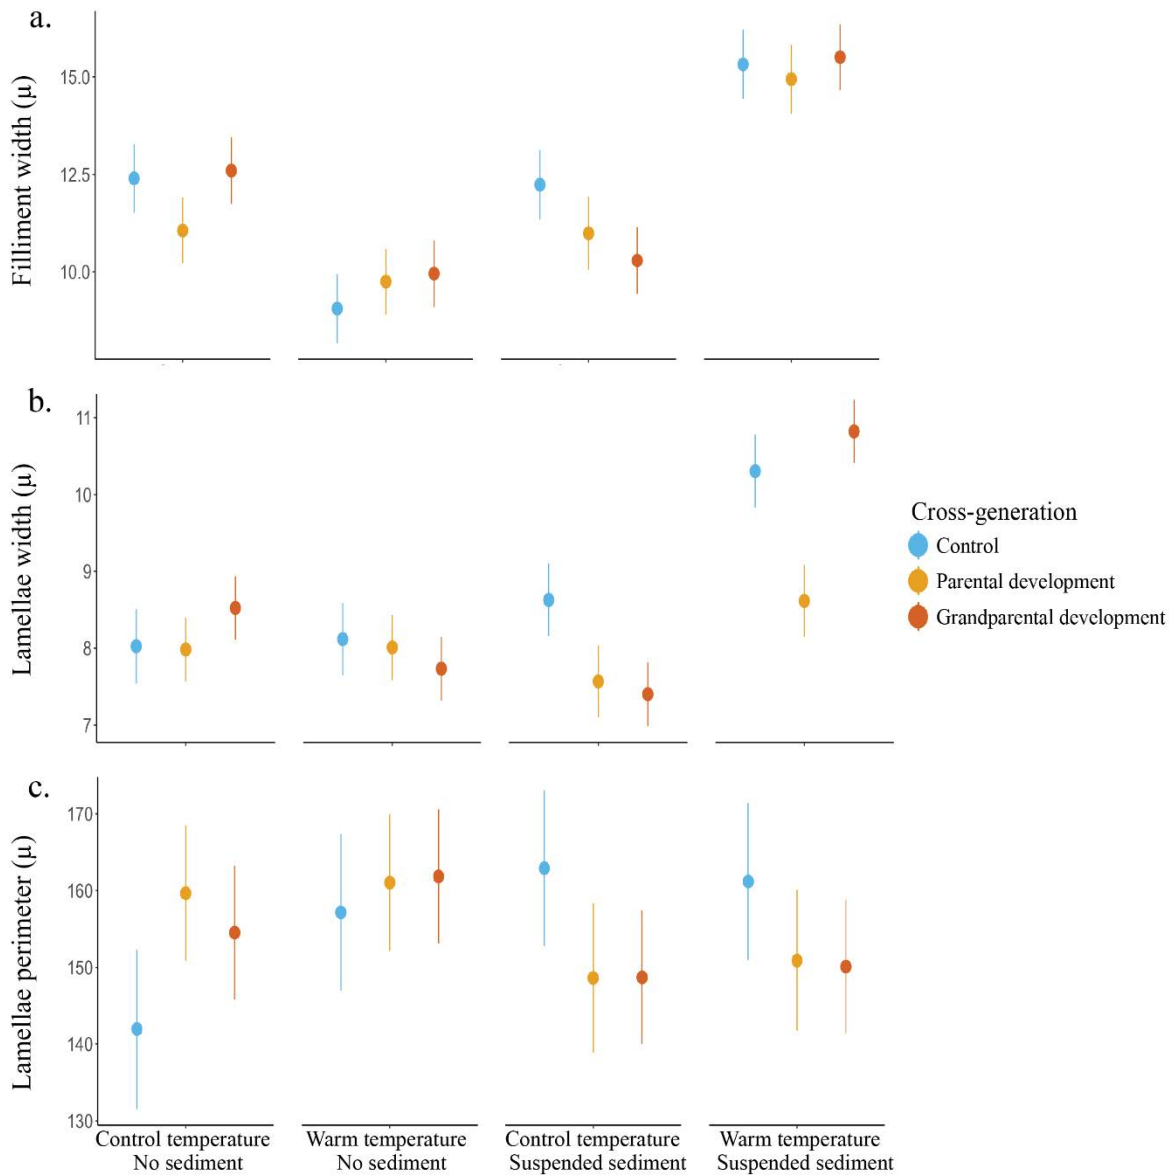 a.
Filliment width (μ)
15.0
12.5
10.0
b.
Lamellae width (μ)
11
10
9
8
7
Cross-generation
Control
Parental development
Grandparental development
c.
Lamellae perimeter (μ)
170
160
150
140
130
Control temperature
No sediment
Warm temperature
No sediment
Control temperature
Suspended sediment
Warm temperature
Suspended sediment